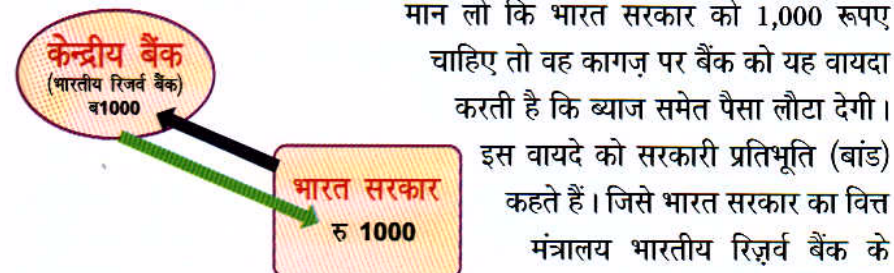 केन्द्रीय बैंक
(भारतीय रिजर्व बैंक)
ब1000
भारत सरकार
रु 1000
मान लो कि भारत सरकार को 1,000 रूपए
चाहिए तो वह कागज़ पर बैंक को यह वायदा
करती है कि ब्याज समेत पैसा लौटा देगी।
इस वायदे को सरकारी प्रतिभूति (बांड)
कहते हैं। जिसे भारत सरकार का वित्त
मंत्रालय भारतीय रिज़र्व बैंक के